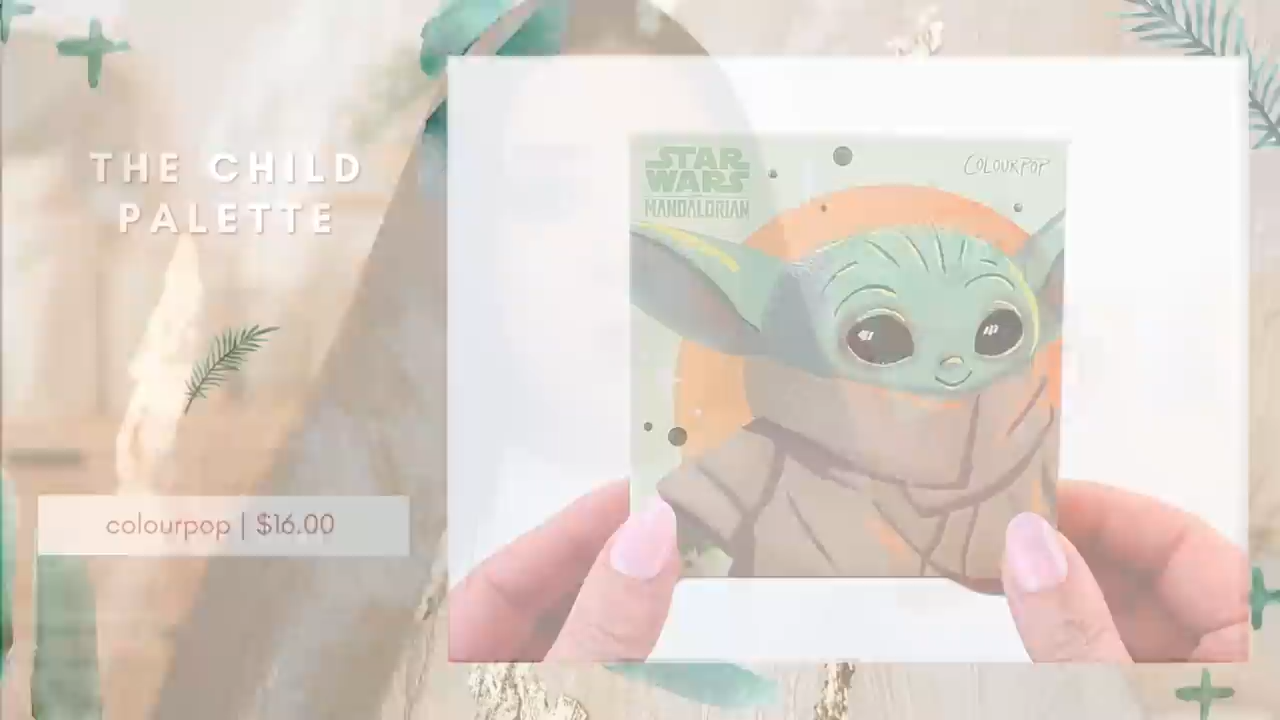 THE CHILD
PALETTE
colourpop | $16.00
STAR
WARS
MANDALORIAN
COLOURPOP